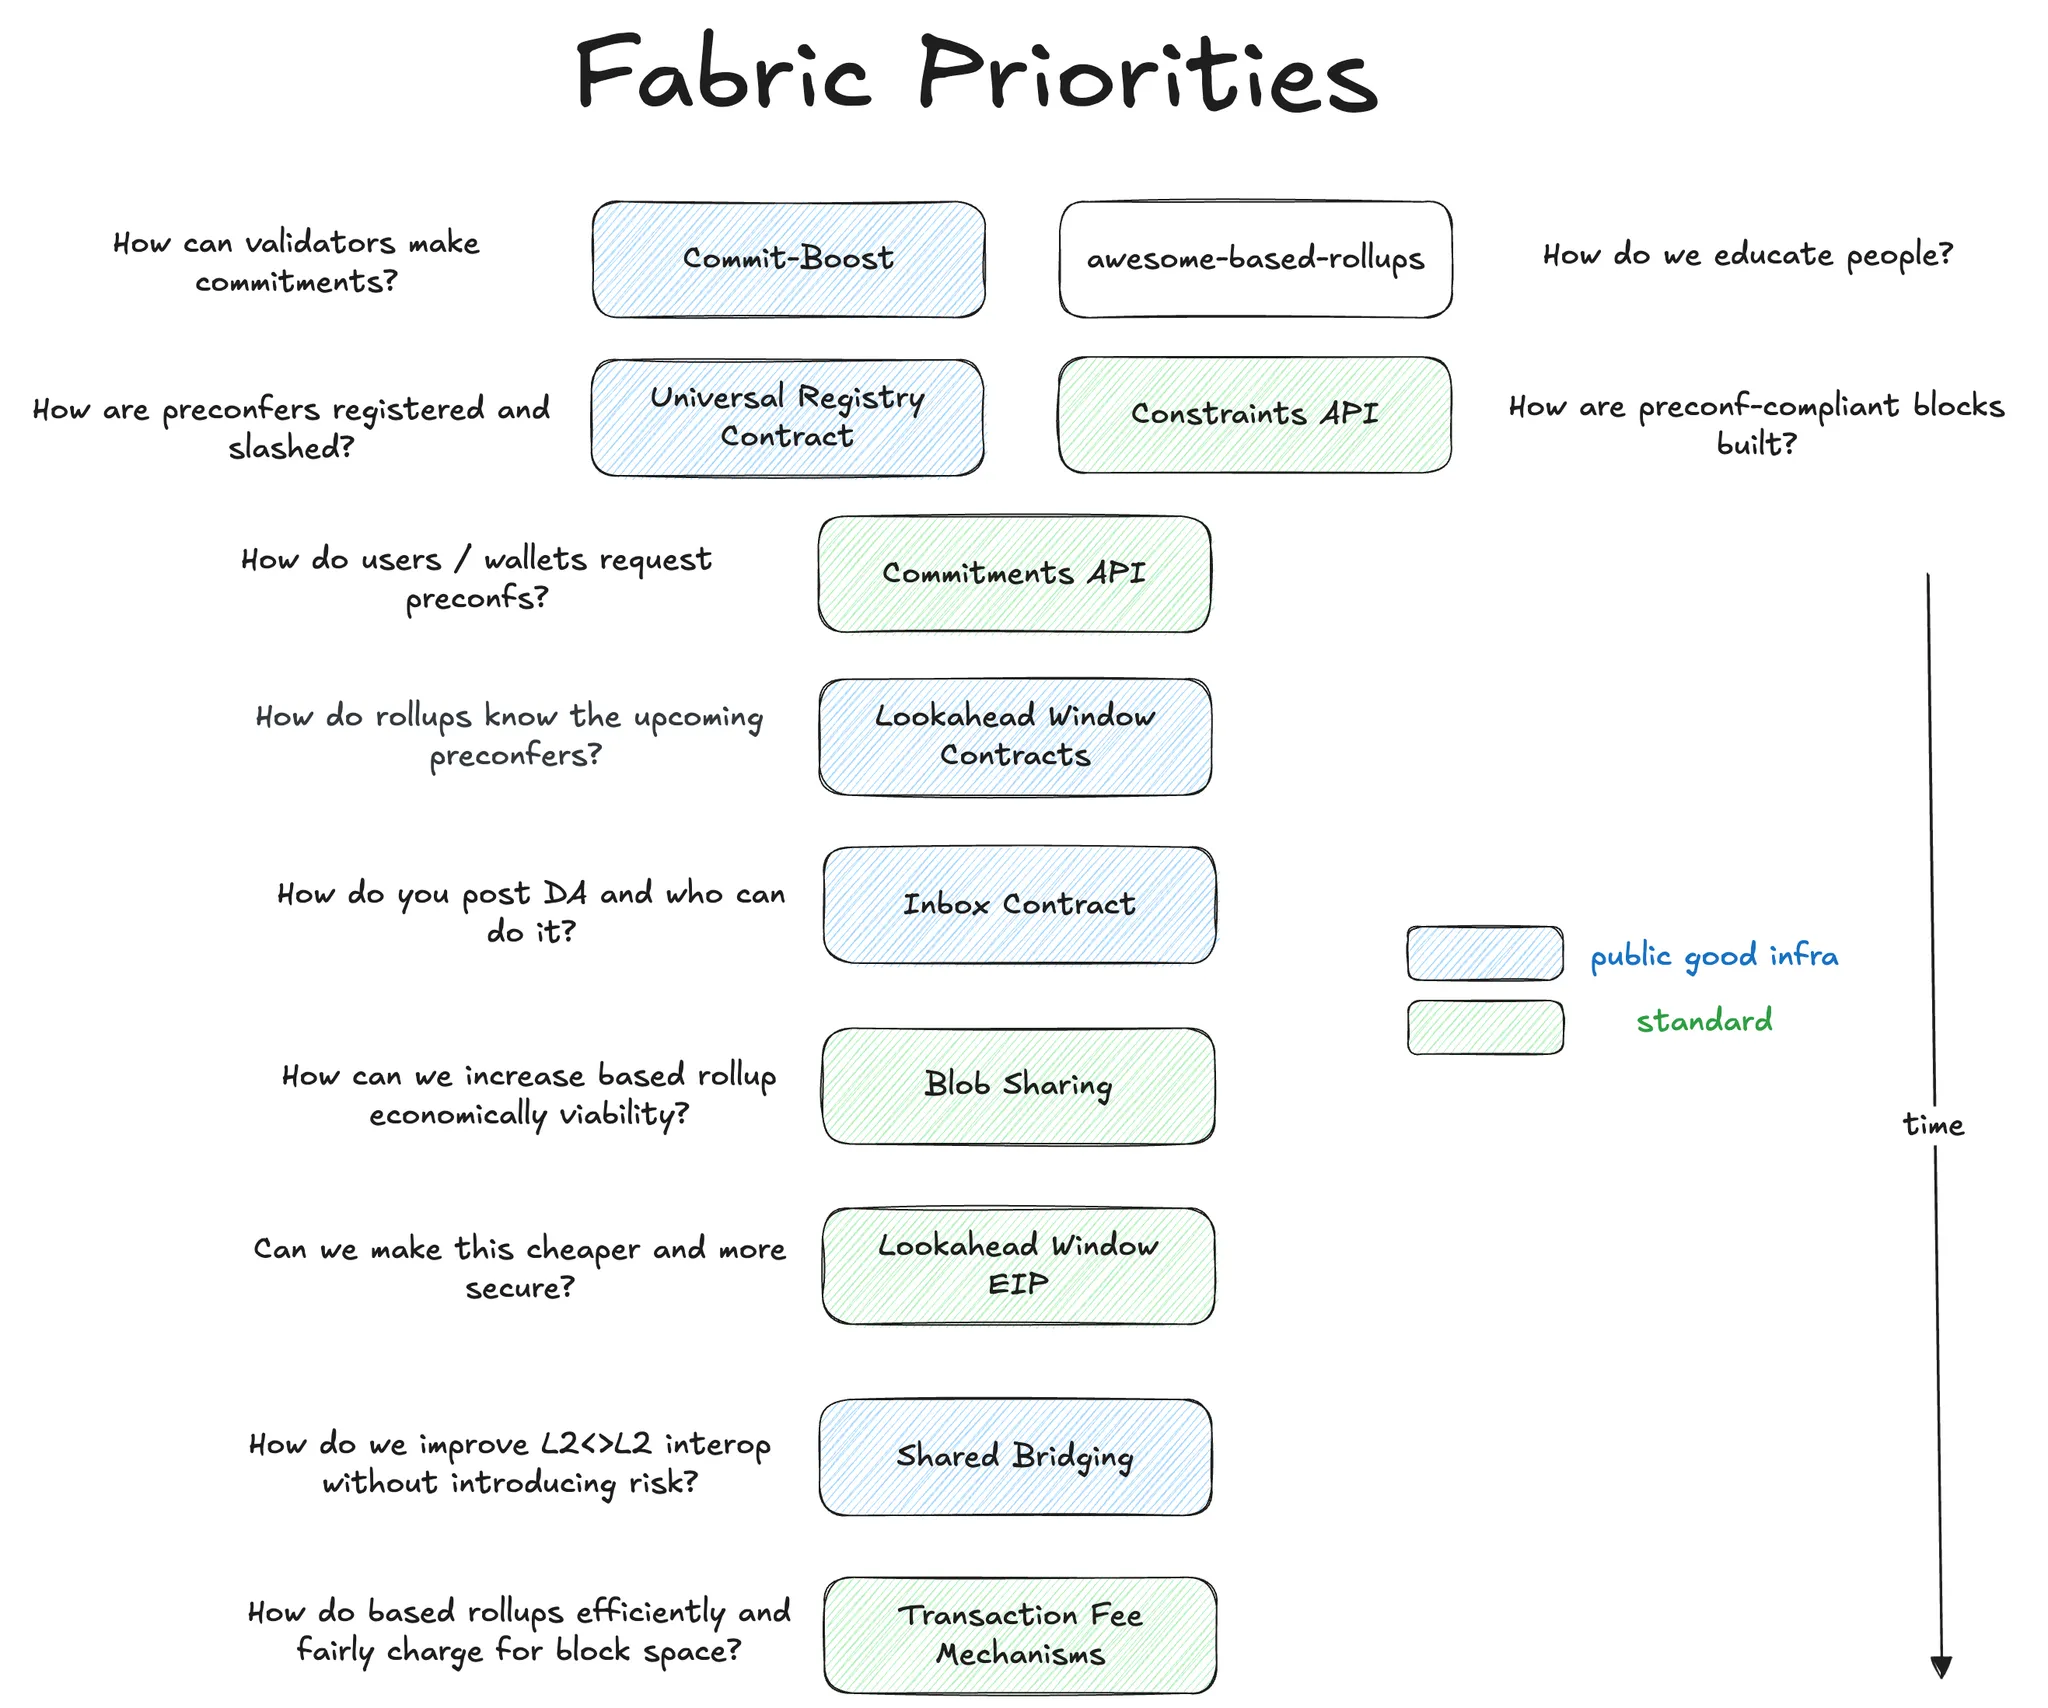 Fabric Priorities
How can validators make
commitments?
Commit-Boost
awesome-based-rollups
How do we educate people?
How are preconfers registered and
slashed?
Universal Registry
Contract
Constraints API
How are preconf-compliant blocks
built?
How do users / wallets request
preconfs?
Commitments API
How do rollups know the upcoming
preconfers?
Lookahead Window
Contracts
How do you post DA and who can
do it?
Inbox Contract
public good infra
standard
How can we increase based rollup
economically viability?
Blob Sharing
time
Can we make this cheaper and more
secure?
Lookahead Window
EIP
How do we improve L2<>L2 interop
without introducing risk?
Shared Bridging
How do based rollups efficiently and
fairly charge for block space?
Transaction Fee
Mechanisms